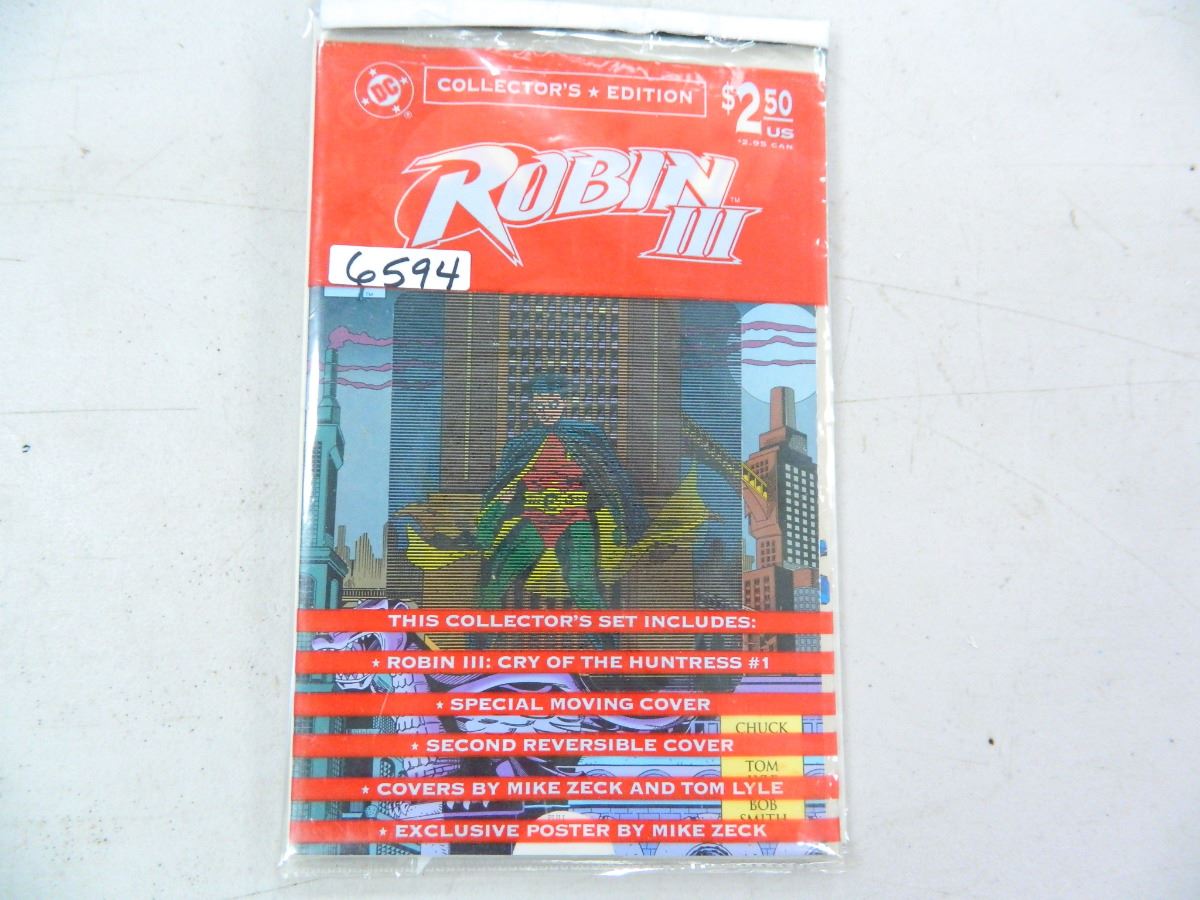 DC
COLLECTOR'S ★ EDITION
$2.50
US
$2.95 CAN
ROBIN III ™
6594
™
THIS COLLECTOR'S SET INCLUDES:
★ ROBIN III: CRY OF THE HUNTRESS #1
★ SPECIAL MOVING COVER
CHUCK
★ SECOND REVERSIBLE COVER
TOM
★ COVERS BY MIKE ZECK AND TOM LYLE
BOB
SMITH
★ EXCLUSIVE POSTER BY MIKE ZECK